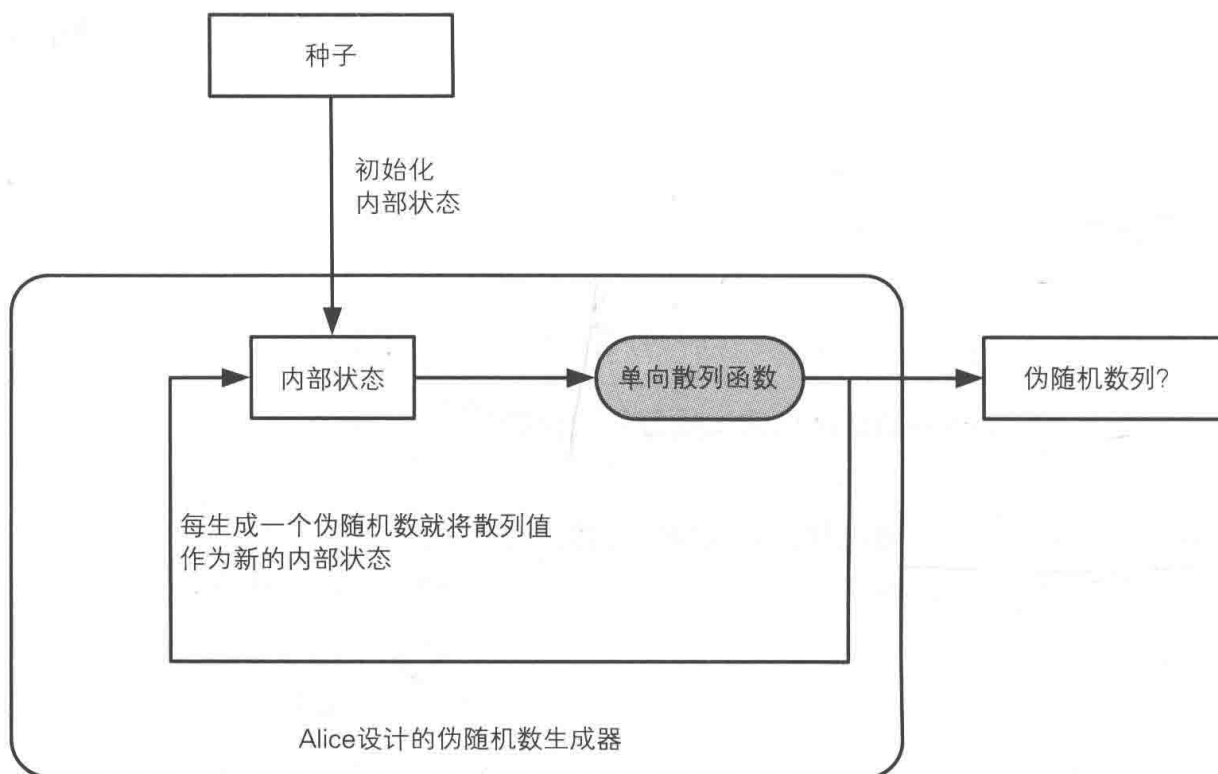 种子
初始化
内部状态
内部状态
单向散列函数
伪随机数列?
每生成一个伪随机数就将散列值
作为新的内部状态
Alice设计的伪随机数生成器